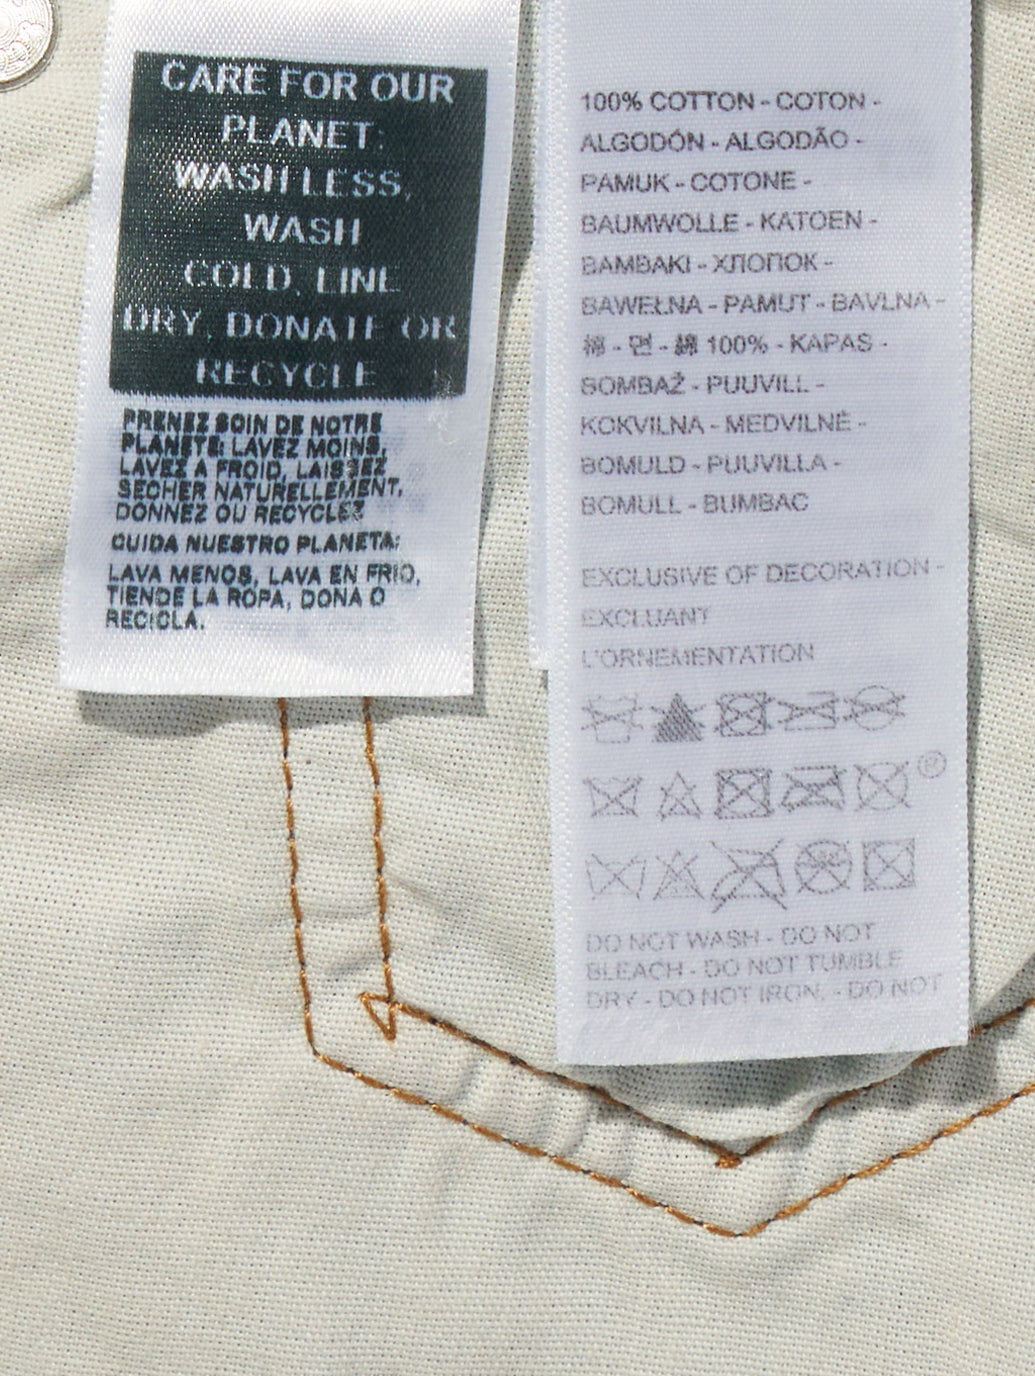 CARE FOR OUR
PLANET:
WASH LESS,
WASH
COLD, LINE
DRY, DONATE OR
RECYCLE
PRENEZ SOIN DE NOTRE
PLANÈTE: LAVEZ MOINS,
LAVEZ A FROID, LAISSEZ
SECHER NATURELLEMENT,
DONNEZ OU RECYCLEZ
CUIDA NUESTRO PLANETA:
LAVA MENOS, LAVA EN FRIO,
TIENDE LA ROPA, DONA O
RECICLA.
100% COTTON - COTON -
ALGODÓN - ALGODÃO -
PAMUK - COTONE -
BAUMWOLLE - KATOEN -
BAMBAKI - ХЛОПОК -
BAWEŁNA - PAMUT - BAVLNA -
棉 - 면 - 綿 100% - KAPAS -
BOMBAŽ - PUUVILL -
KOKVILNA - MEDVILNĖ -
BOMULD - PUUVILLA -
BOMULL - BUMBAC
EXCLUSIVE OF DECORATION -
EXCLUANT
L'ORNEMENTATION
®
DO NOT WASH - DO NOT
BLEACH - DO NOT TUMBLE
DRY - DO NOT IRON, - DO NOT